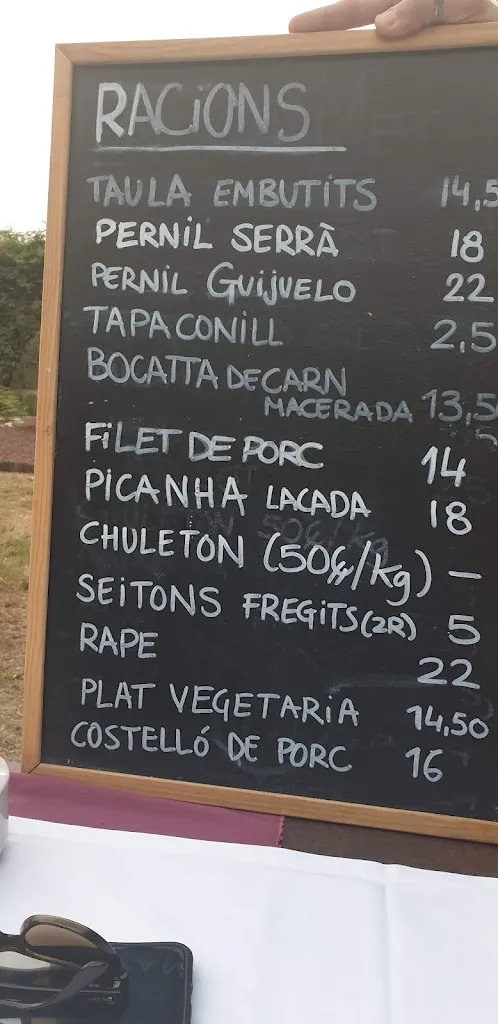 RACiONS
TAULA EMBUTITS 14,5
PERNiL SERRÀ 18
PERNiL GUijUELO 22
TAPA CONiLL 2,5
BOCATTA DE CARN
MACERADA 13,5
FiLET DE PORC 14
PiCANHA LACADA 18
CHULETON (50€/Kg) —
SEiTONS FREGiTS (2R) 5
RAPE 22
PLAT VEGETARiA 14,50
COSTELLÓ DE PORC 16